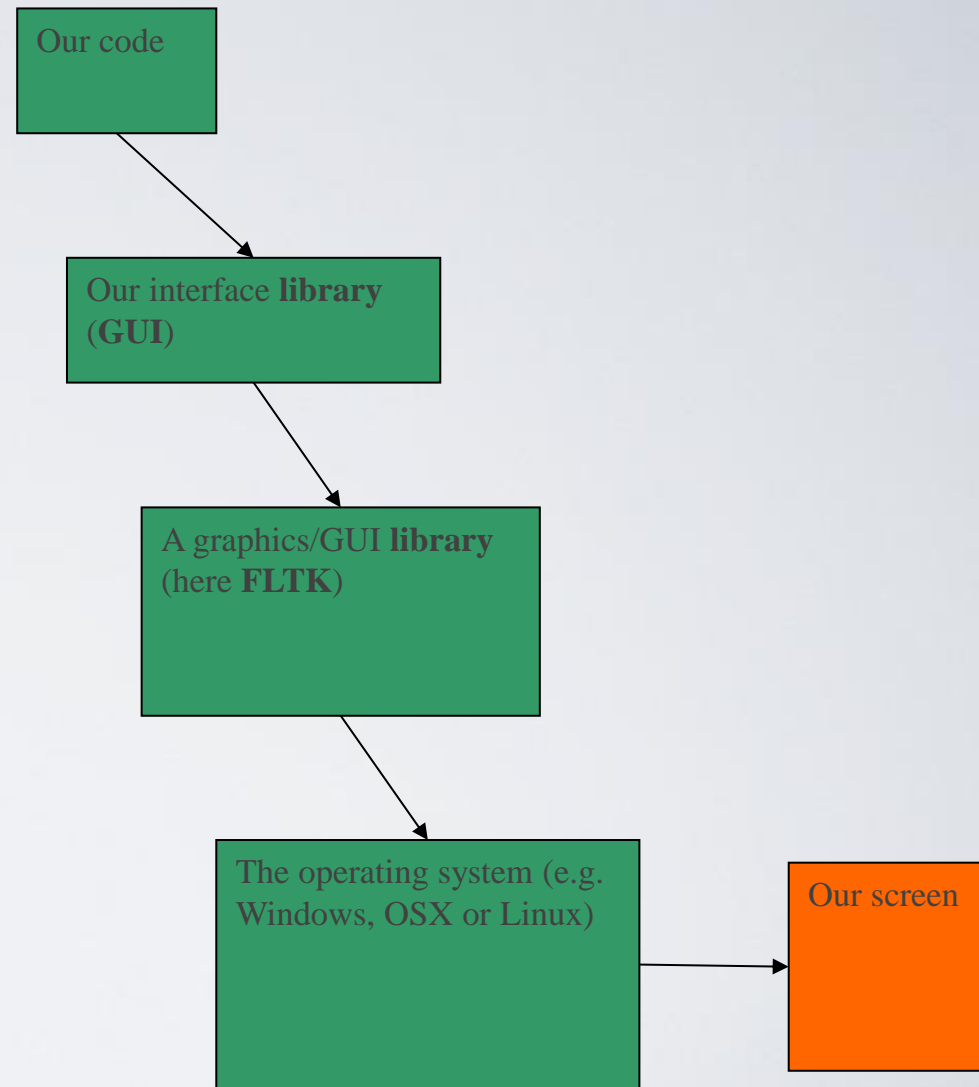 Our code
Our interface library
(GUI)
A graphics/GUI library
(here FLTK)
The operating system (e.g.
Windows, OSX or Linux)
Our screen